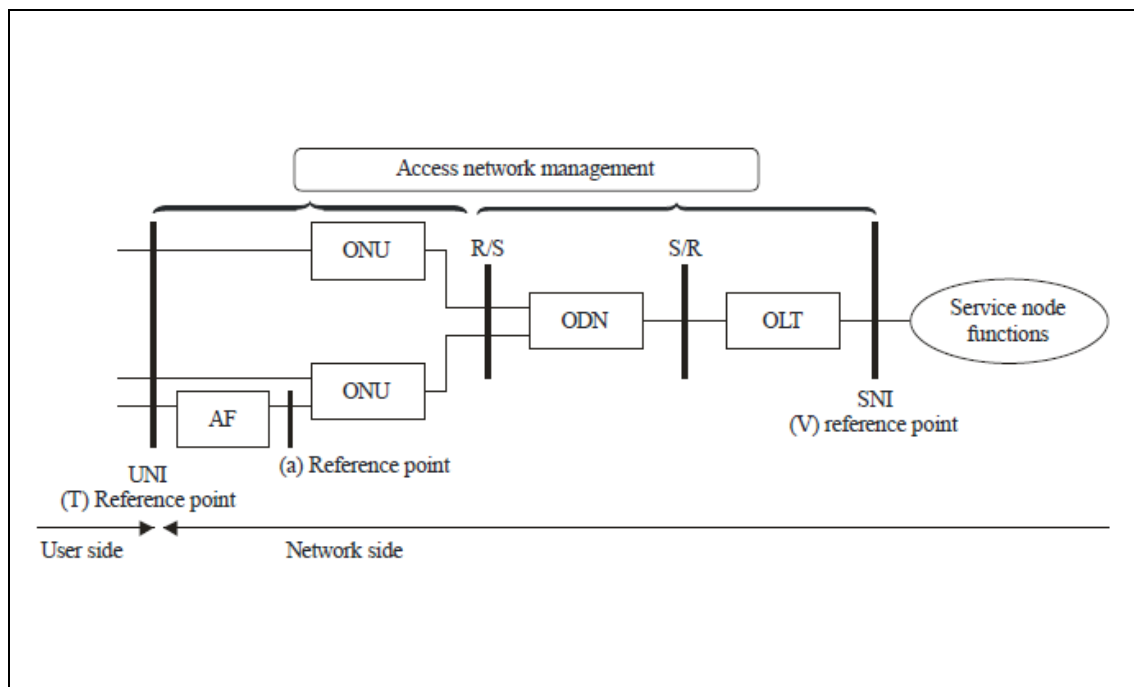 Access network management
ONU
R/S
S/R
ODN
OLT
Service node
functions
ONU
AF
SNI
(V) reference point
(a) Reference point
UNI
(T) Reference point
User side
Network side